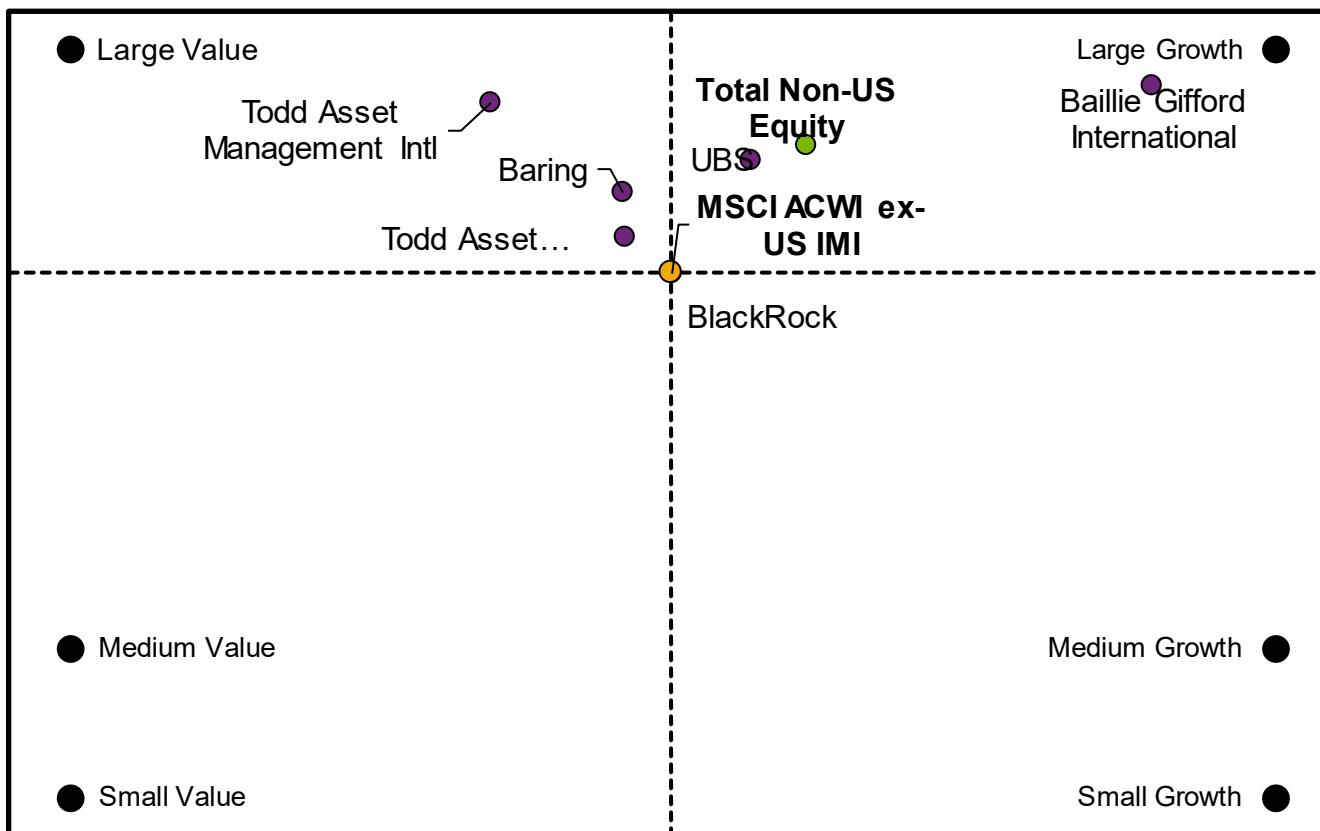 Large Value
Large Growth
Total Non-US
Equity
Baillie Gifford
International
Todd Asset
Management Intl
UBS
Baring
MSCI ACWI ex-
US IMI
Todd Asset…
BlackRock
Medium Value
Medium Growth
Small Value
Small Growth